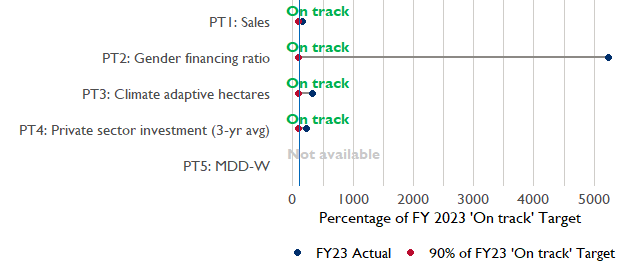 On track
PT1: Sales
On track
PT2: Gender financing ratio
On track
PT3: Climate adaptive hectares
On track
PT4: Private sector investment (3-yr avg)
Not available
PT5: MDD-W
0 1000 2000 3000 4000 5000
Percentage of FY 2023 'On track' Target
FY23 Actual 90% of FY23 'On track' Target